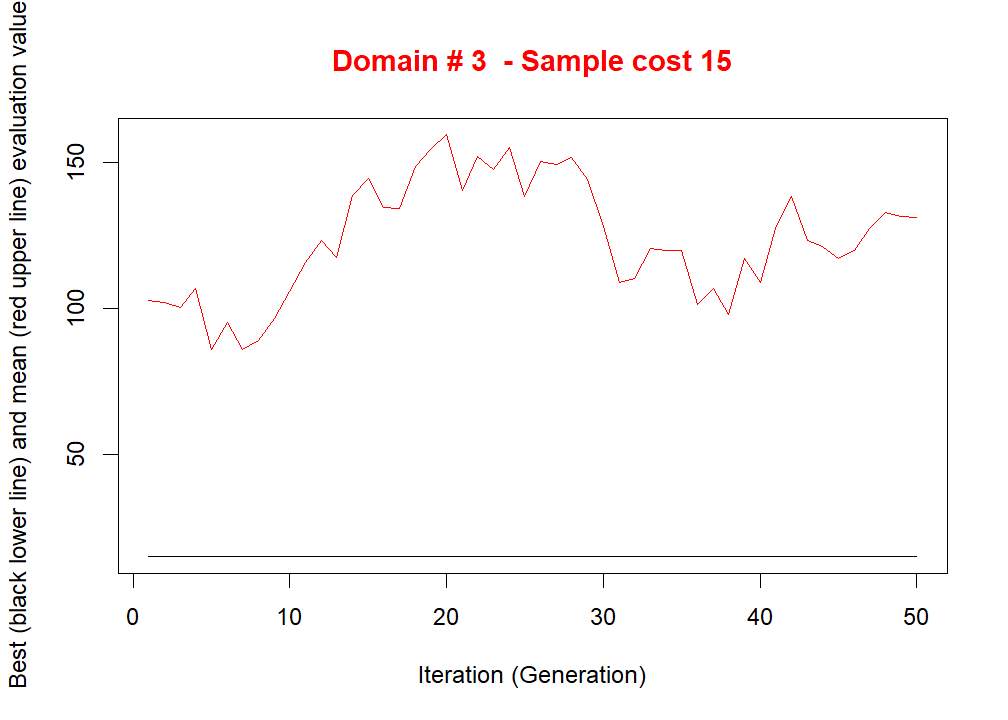 Domain # 3  - Sample cost 15
Best (black lower line) and mean (red upper line) evaluation value
150
100
50
0 10 20 30 40 50
Iteration (Generation)